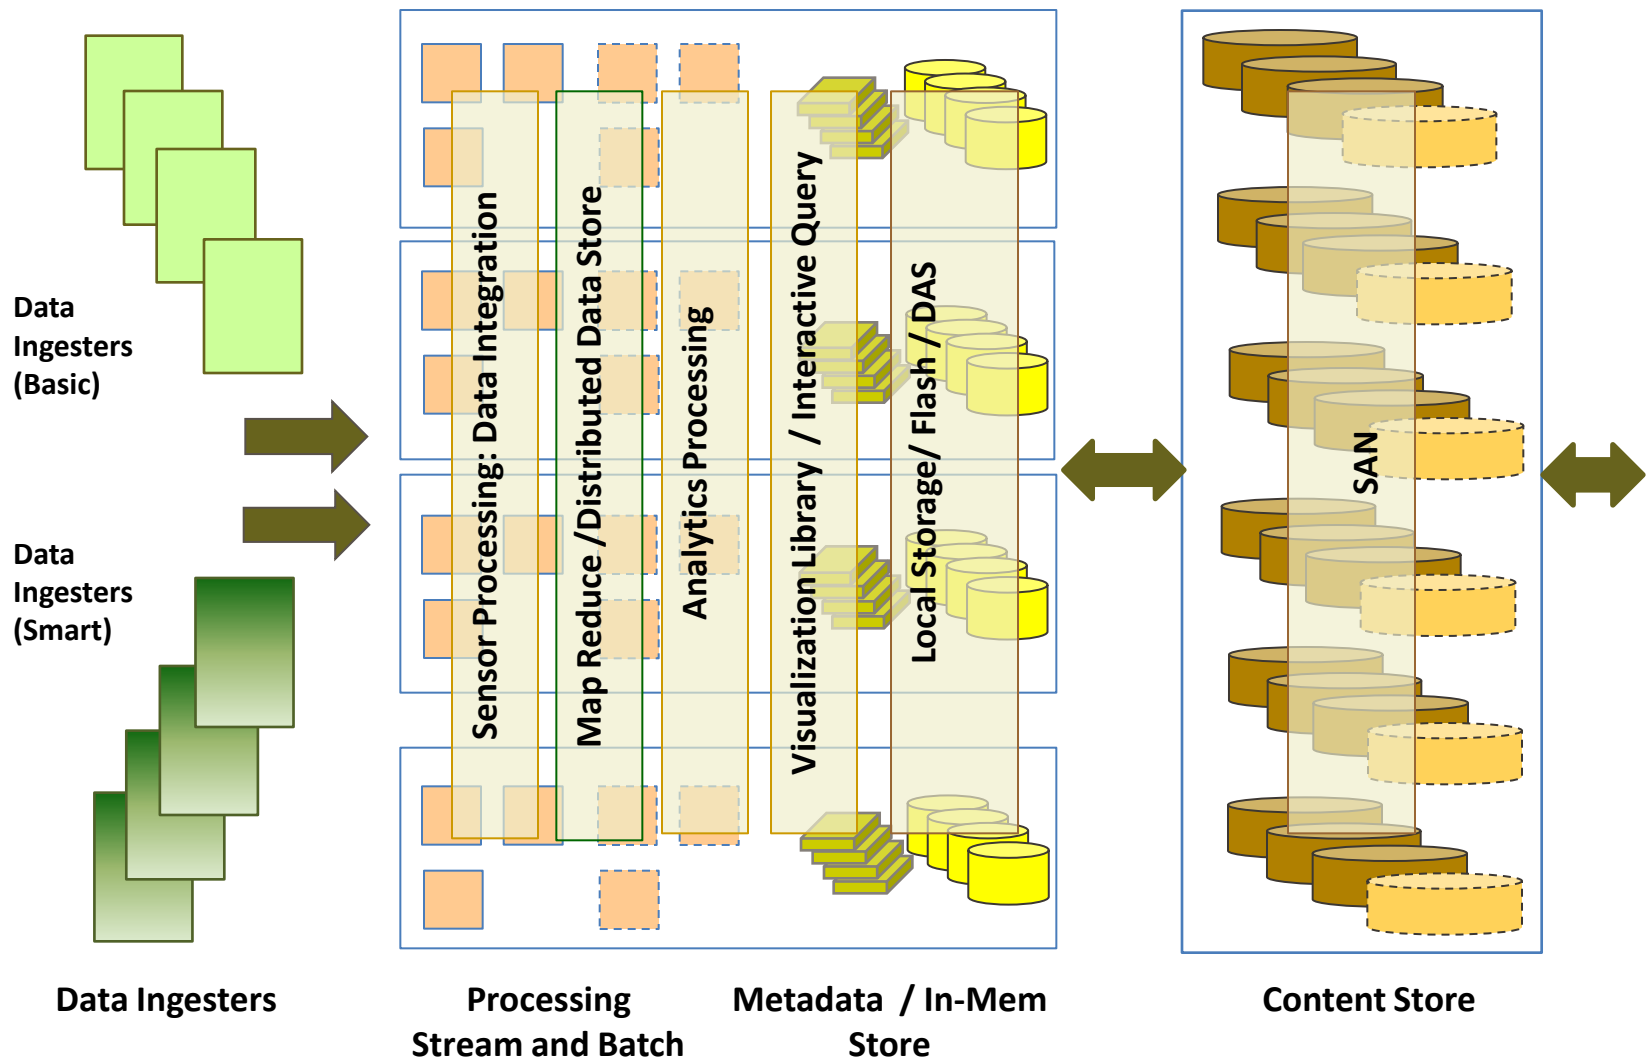 Data
Ingesters
(Basic)
Data
Ingesters
(Smart)
Sensor Processing: Data Integration
Map Reduce /Distributed Data Store
Analytics Processing
Visualization Library / Interactive Query
Local Storage/ Flash / DAS
SAN
Data Ingesters
Processing
Stream and Batch
Metadata / In-Mem
Store
Content Store